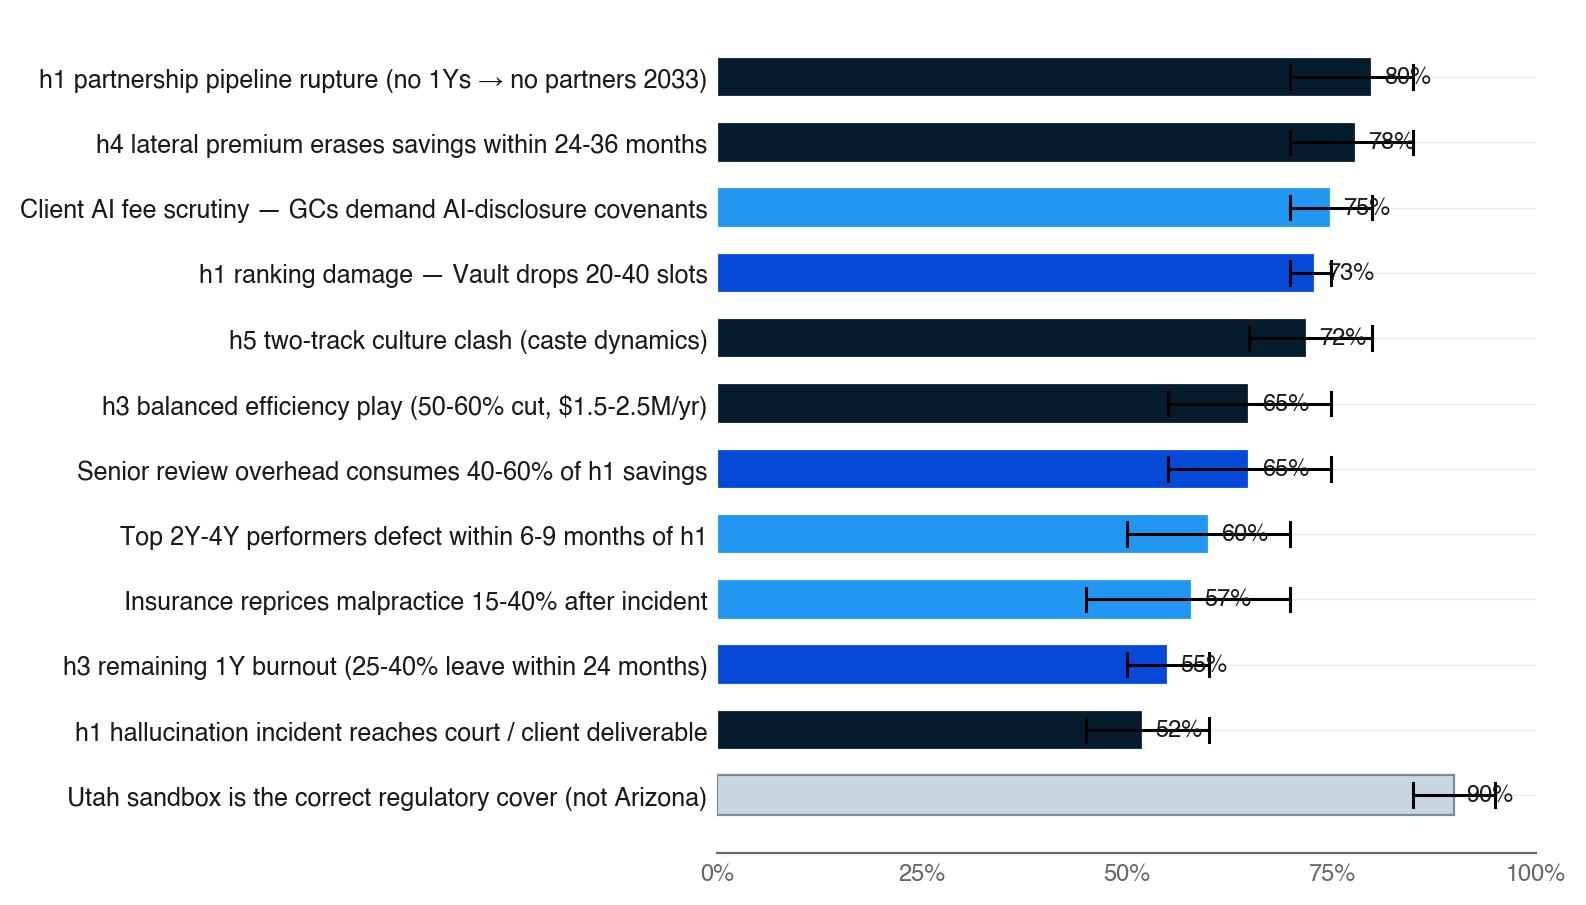 h1 partnership pipeline rupture (no 1Ys → no partners 2033) 80%
h4 lateral premium erases savings within 24-36 months 78%
Client AI fee scrutiny — GCs demand AI-disclosure covenants 75%
h1 ranking damage — Vault drops 20-40 slots 73%
h5 two-track culture clash (caste dynamics) 72%
h3 balanced efficiency play (50-60% cut, $1.5-2.5M/yr) 65%
Senior review overhead consumes 40-60% of h1 savings 65%
Top 2Y-4Y performers defect within 6-9 months of h1 60%
Insurance reprices malpractice 15-40% after incident 57%
h3 remaining 1Y burnout (25-40% leave within 24 months) 55%
h1 hallucination incident reaches court / client deliverable 52%
Utah sandbox is the correct regulatory cover (not Arizona) 90%
0% 25% 50% 75% 100%